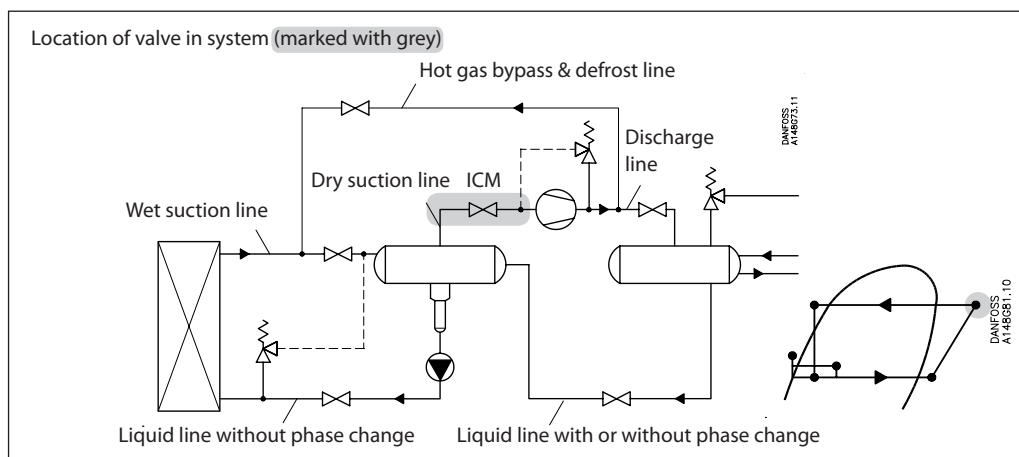 Location of valve in system (marked with grey)
Hot gas bypass & defrost line
DANFOSS
A148G73.11
Discharge
line
Dry suction line
ICM
Wet suction line
DANFOSS
A148G81.10
Liquid line without phase change
Liquid line with or without phase change